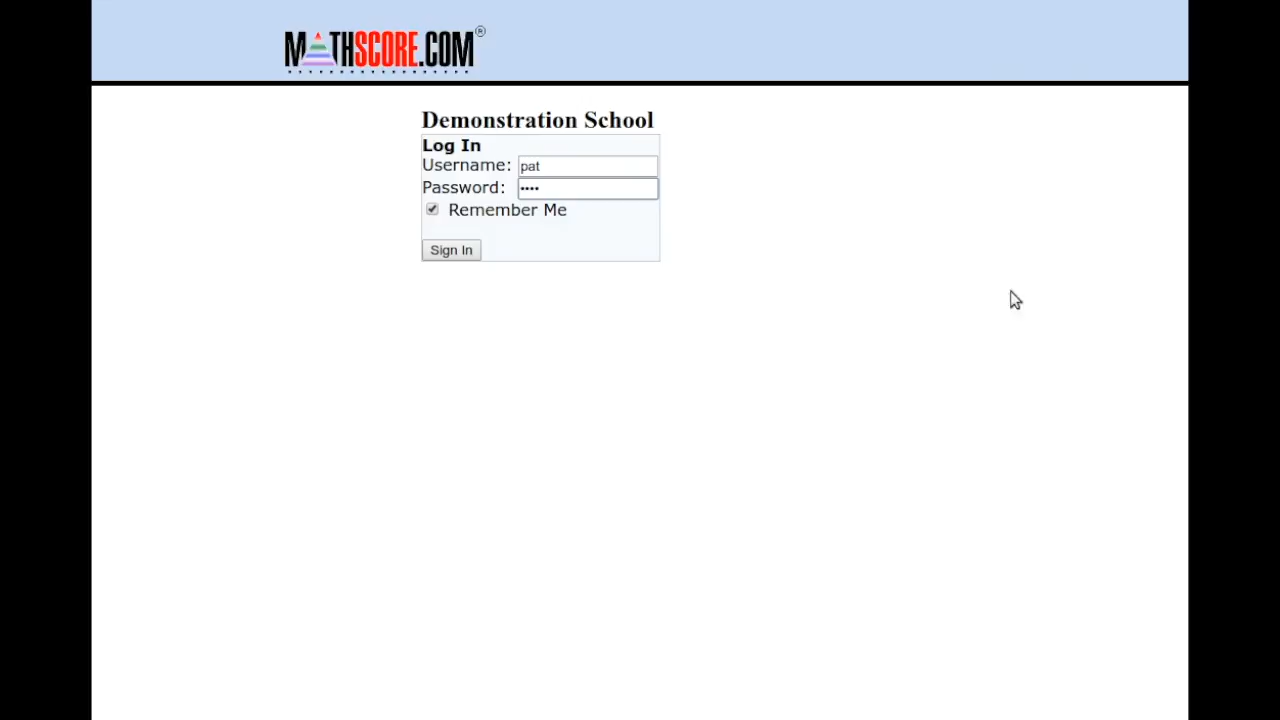 MATHSCORE.COM®
Demonstration School
Log In
Username: pat
Password: ••••
Remember Me
Sign In